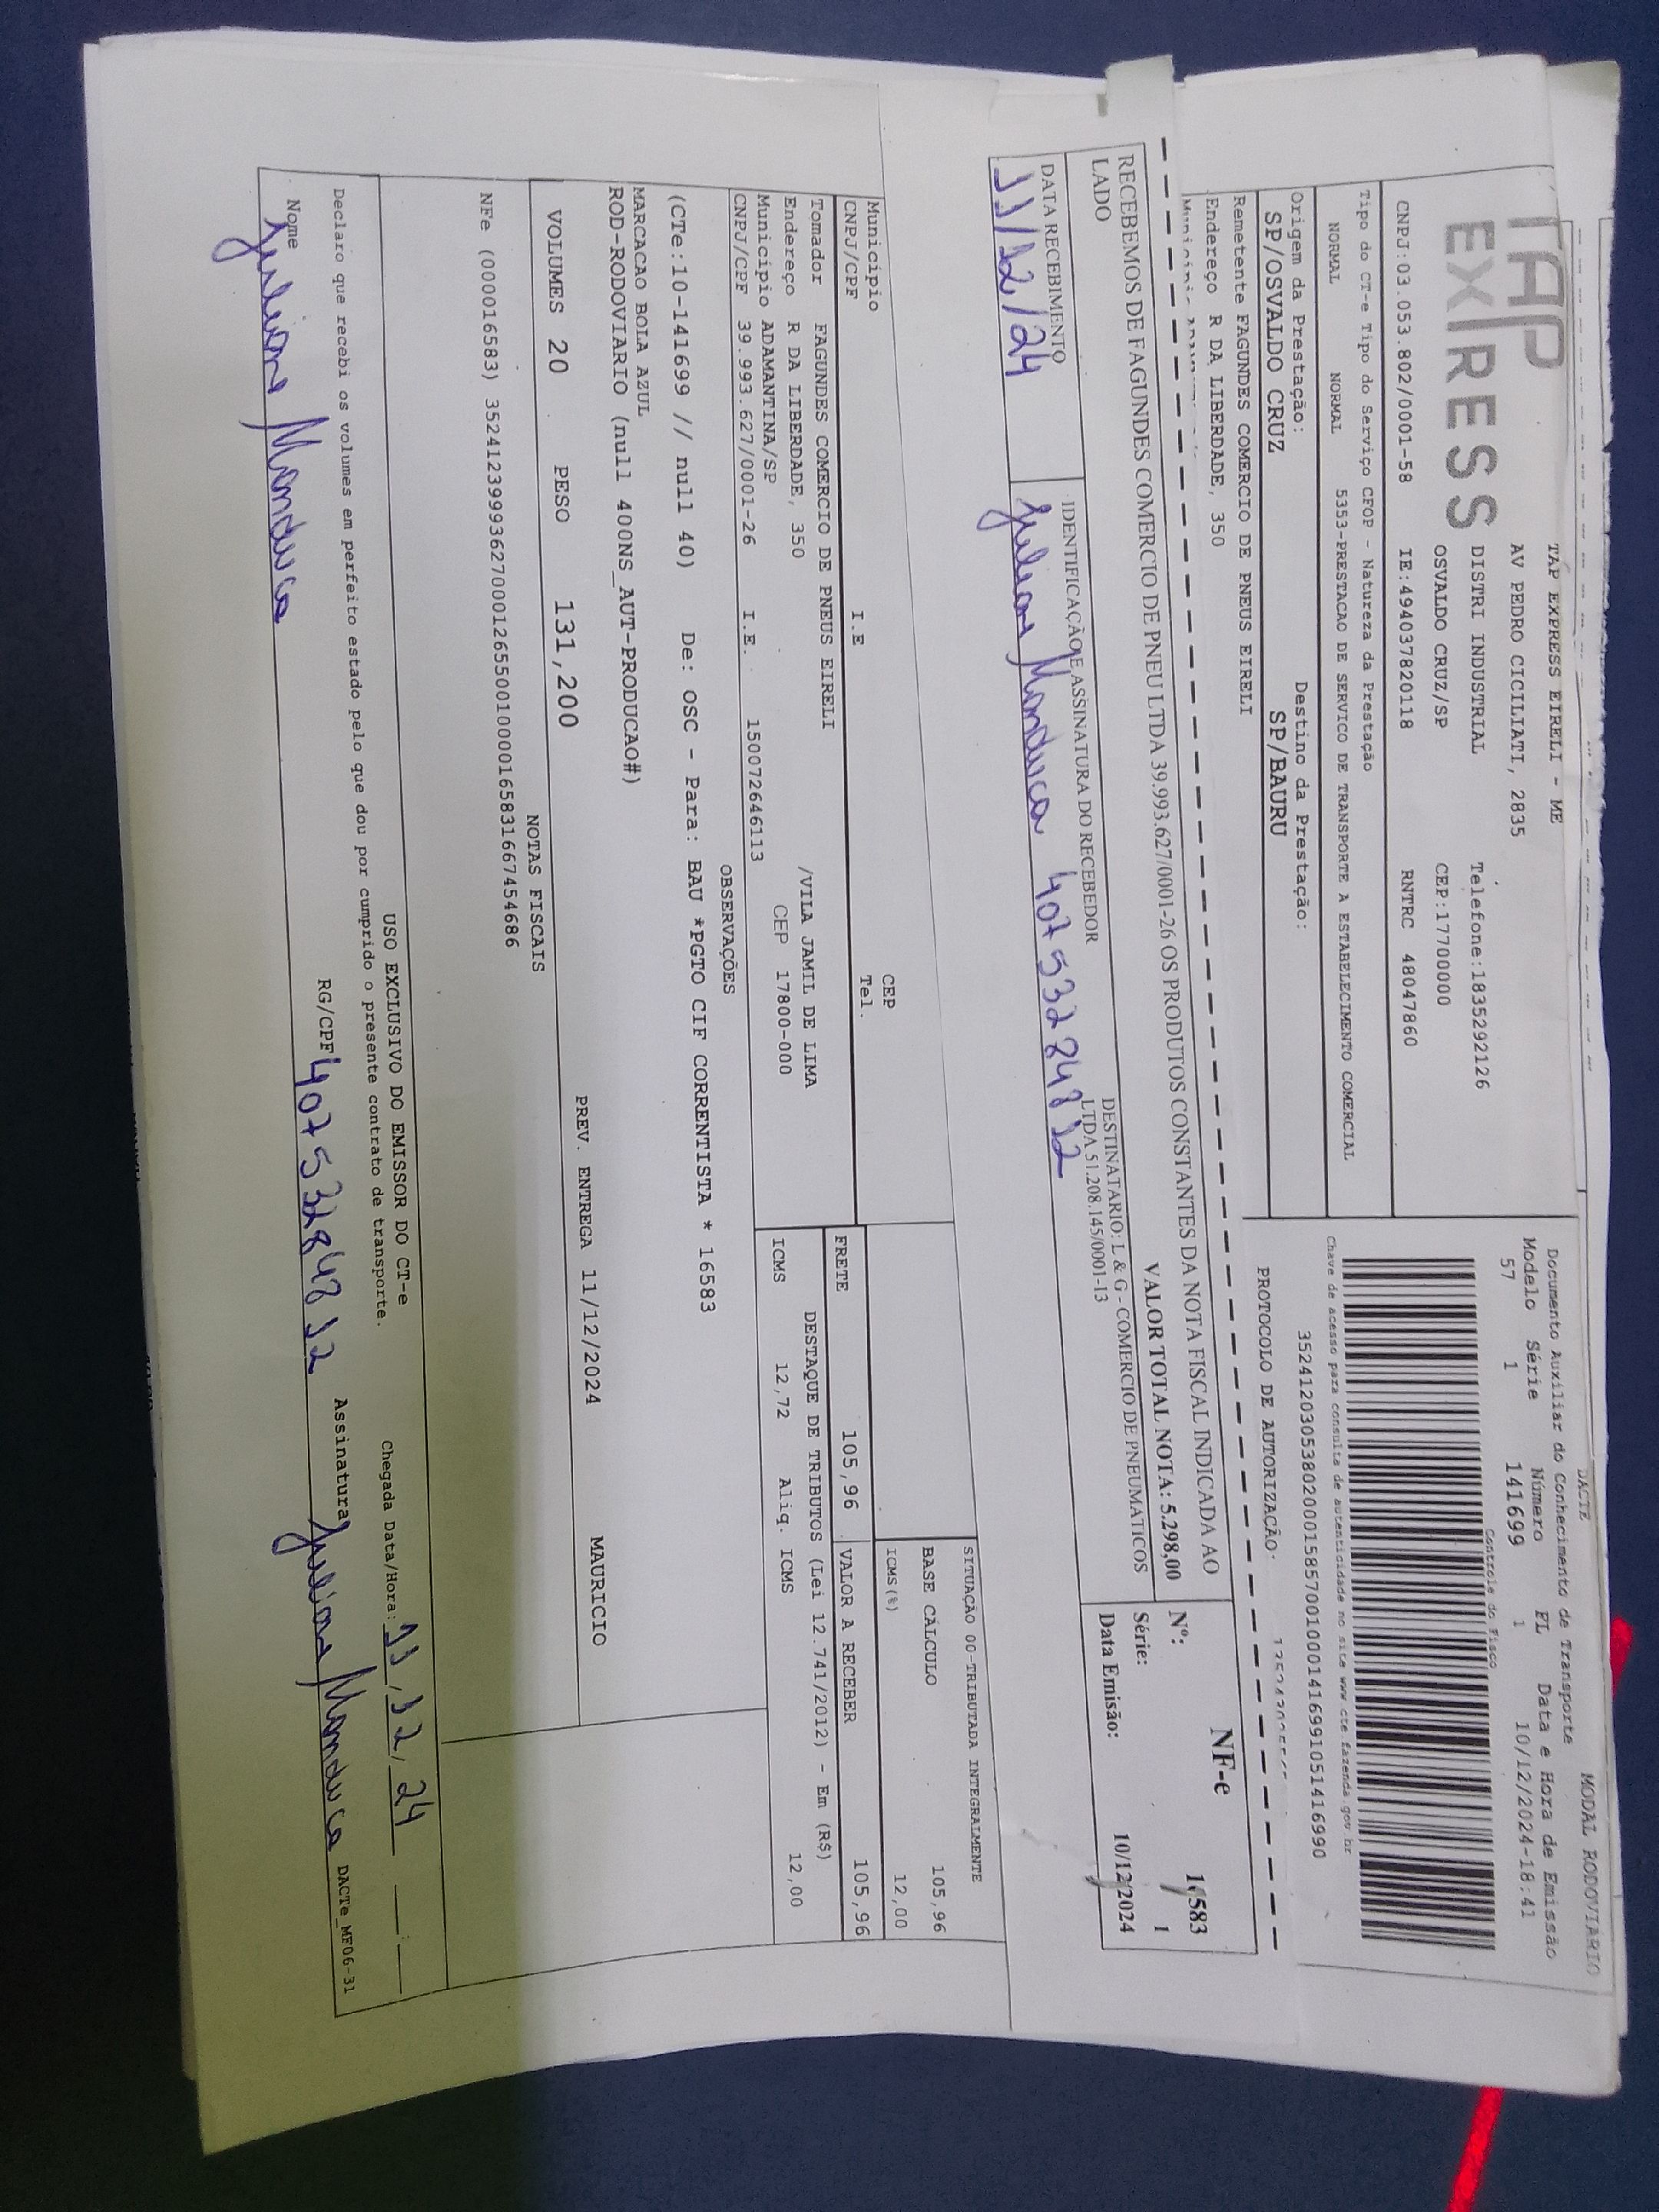 DACTE
MODAL RODOVIÁRIO
TAP
EXPRESS
TAP EXPRESS EIRELI - ME
AV PEDRO CICILIATI, 2835
DISTRI INDUSTRIAL
Telefone:1835292126
OSVALDO CRUZ/SP
CEP:17700000
CNPJ:03.053.802/0001-58 IE:494037820118 RNTRC 48047860
Documento Auxiliar do Conhecimento de Transporte
Modelo Série Número FL Data e Hora de Emissão
57 1 141699 1 10/12/2024-18:41
Controle do Fisco
Chave de acesso para consulta de autenticidade no site www cte fazenda gov br
35241203053802000158570010001416991051416990
PROTOCOLO DE AUTORIZAÇÃO
Tipo do CT-e Tipo do Serviço CFOP - Natureza da Prestação
NORMAL NORMAL 5353-PRESTACAO DE SERVICO DE TRANSPORTE A ESTABELECIMENTO COMERCIAL
Origem da Prestação: Destino da Prestação:
SP/OSVALDO CRUZ SP/BAURU
Remetente FAGUNDES COMERCIO DE PNEUS EIRELI
Endereço R DA LIBERDADE, 350
RECEBEMOS DE FAGUNDES COMERCIO DE PNEU LTDA 39.993.627/0001-26 OS PRODUTOS CONSTANTES DA NOTA FISCAL INDICADA AO
LADO
VALOR TOTAL NOTA: 5.298,00
DESTINATARIO: L & G - COMERCIO DE PNEUMATICOS
LTDA 51.208.145/0001-13
DATA RECEBIMENTO
11/12/24
IDENTIFICAÇÃO E ASSINATURA DO RECEBEDOR
Juliana Manduca 40753284832
NF-e
Nº: 16583
Série: 1
Data Emissão: 10/12/2024
Município CEP
CNPJ/CPF I.E Tel.
SITUAÇÃO 00-TRIBUTADA INTEGRALMENTE
BASE CÁLCULO 105,96
ICMS(%) 12,00
Tomador FAGUNDES COMERCIO DE PNEUS EIRELI
Endereço R DA LIBERDADE, 350 /VILA JAMIL DE LIMA
Município ADAMANTINA/SP CEP 17800-000
CNPJ/CPF 39.993.627/0001-26 I.E. 150072646113
FRETE 105,96 VALOR A RECEBER 105,96
DESTAQUE DE TRIBUTOS (Lei 12.741/2012) - Em (R$)
ICMS 12,72 Aliq. ICMS 12,00
OBSERVAÇÕES
(CTe:10-141699 // null 40) De: OSC - Para: BAU *PGTO CIF CORRENTISTA * 16583
MARCACAO BOLA AZUL
ROD-RODOVIARIO (null 400NS_AUT-PRODUCAO#)
MAURICIO
VOLUMES 20 PESO 131,200 PREV. ENTREGA 11/12/2024
NOTAS FISCAIS
NFe (000016583) 35241239993627000126550010000165831667454686
USO EXCLUSIVO DO EMISSOR DO CT-e
Declaro que recebi os volumes em perfeito estado pelo que dou por cumprido o presente contrato de transporte.
Chegada Data/Hora: 11/12/24
Nome Juliana Manduca RG/CPF 40753284832 Assinatura Juliana Manduca
DACTe_MF06-31